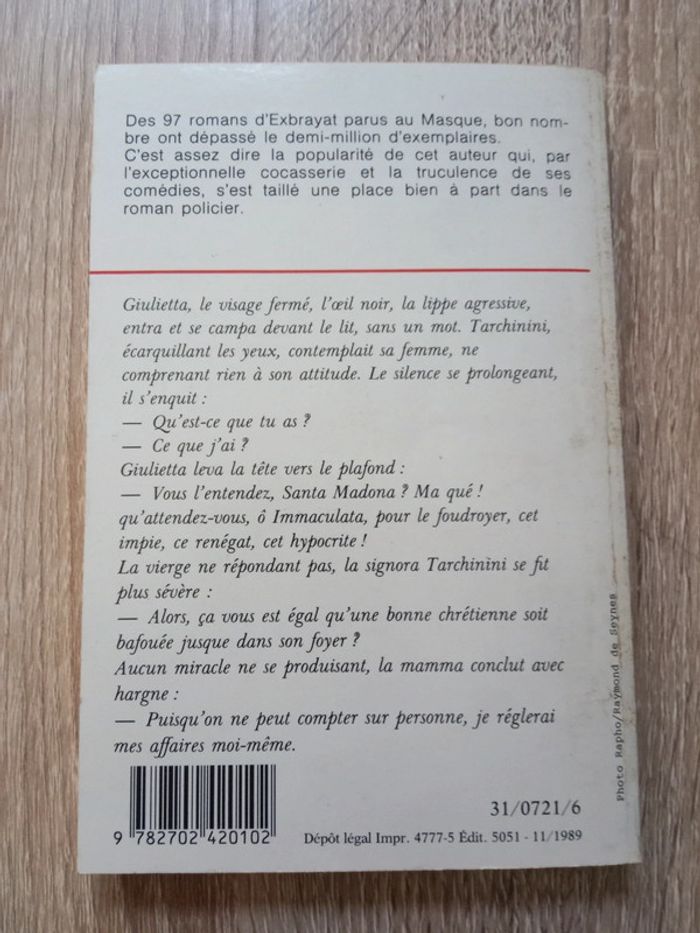 Des 97 romans d'Exbrayat parus au Masque, bon nom-
bre ont dépassé le demi-million d'exemplaires.
C'est assez dire la popularité de cet auteur qui, par
l'exceptionnelle cocasserie et la truculence de ses
comédies, s'est taillé une place bien à part dans le
roman policier.
Giulietta, le visage fermé, l'œil noir, la lippe agressive,
entra et se campa devant le lit, sans un mot. Tarchinini,
écarquillant les yeux, contemplait sa femme, ne
comprenant rien à son attitude. Le silence se prolongeant,
il s'enquit :
— Qu'est-ce que tu as ?
— Ce que j'ai ?
Giulietta leva la tête vers le plafond :
— Vous l'entendez, Santa Madona ? Ma qué !
qu'attendez-vous, ô Immaculata, pour le foudroyer, cet
impie, ce renégat, cet hypocrite !
La vierge ne répondant pas, la signora Tarchinini se fit
plus sévère :
— Alors, ça vous est égal qu'une bonne chrétienne soit
bafouée jusque dans son foyer ?
Aucun miracle ne se produisant, la mamma conclut avec
hargne :
— Puisqu'on ne peut compter sur personne, je réglerai
mes affaires moi-même.
Photo Rapho/Raymond de Seynes
31/0721/6
9 782702 420102
Dépôt légal Impr. 4777-5 Édit. 5051 - 11/1989